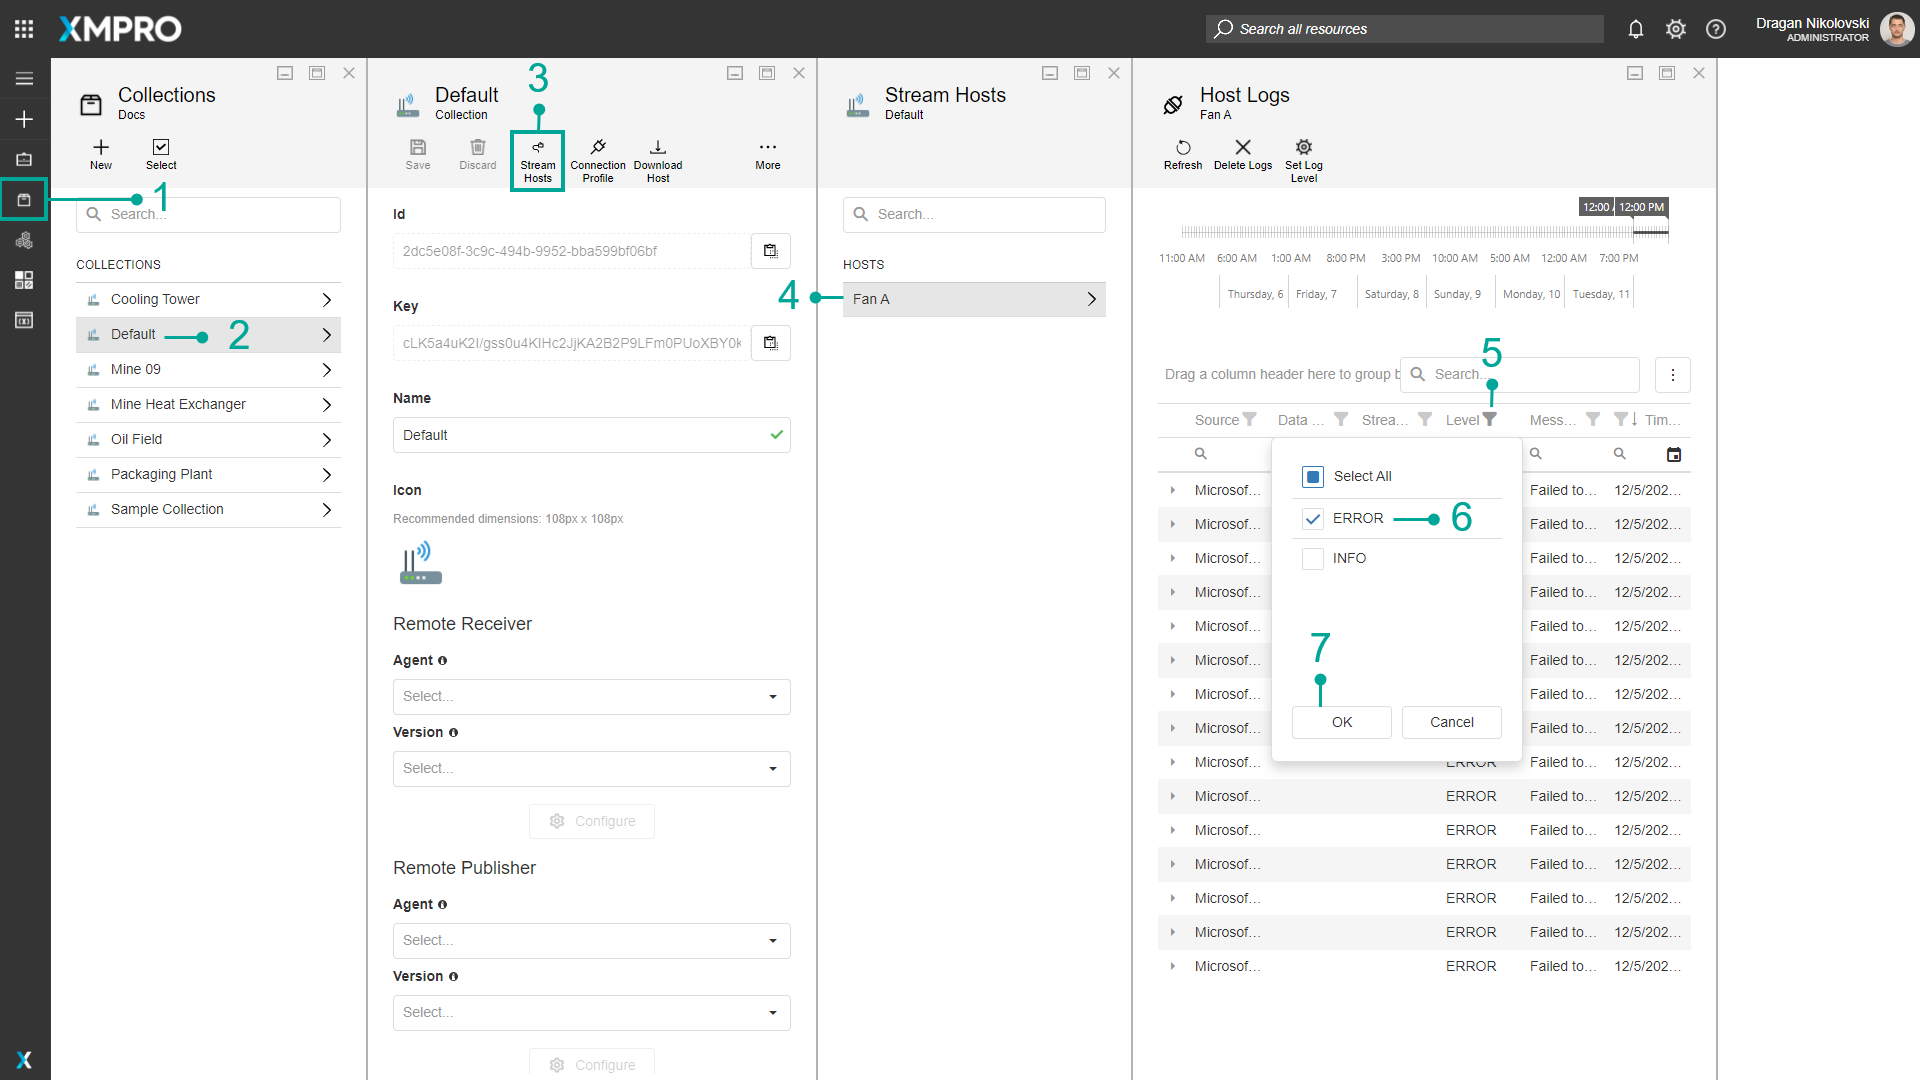 XMPRO
Search all resources
Dragan Nikolovski
ADMINISTRATOR
Collections
Docs
New
Select
1
Search...
COLLECTIONS
Cooling Tower
Default
2
Mine 09
Mine Heat Exchanger
Oil Field
Packaging Plant
Sample Collection
X
Default
Collection
3
Save
Discard
Stream Hosts
Connection Profile
Download Host
More
Id
2dc5e08f-3c9c-494b-9952-bba599bf06bf
Key
Name
Default
Icon
Recommended dimensions: 108px x 108px
Remote Receiver
Agent
Select...
Version
Select...
Configure
Remote Publisher
Agent
Select...
Version
Select...
Configure
Stream Hosts
Default
Search...
HOSTS
4
Fan A
Host Logs
Fan A
Refresh
Delete Logs
Set Log Level
12:00 12:00 PM
11:00 AM 6:00 AM 1:00 AM 8:00 PM 3:00 PM 10:00 AM 5:00 AM 12:00 AM 7:00 PM
Thursday, 6 Friday, 7 Saturday, 8 Sunday, 9 Monday, 10 Tuesday, 11
5
Drag a column header here to group b
Search...
Source Data ... Strea... Level Mess... Tim...
Select All
ERROR
6
INFO
7
OK
Cancel
Microsof... Failed to... 12/5/202...
Microsof... Failed to... 12/5/202...
Microsof... Failed to... 12/5/202...
Microsof... Failed to... 12/5/202...
Microsof... Failed to... 12/5/202...
Microsof... Failed to... 12/5/202...
Microsof... Failed to... 12/5/202...
Microsof... Failed to... 12/5/202...
Microsof... ERROR Failed to... 12/5/202...
Microsof... ERROR Failed to... 12/5/202...
Microsof... ERROR Failed to... 12/5/202...
Microsof... ERROR Failed to... 12/5/202...
Microsof... ERROR Failed to... 12/5/202...
Microsof... ERROR Failed to... 12/5/202...
Microsof... ERROR Failed to... 12/5/202...